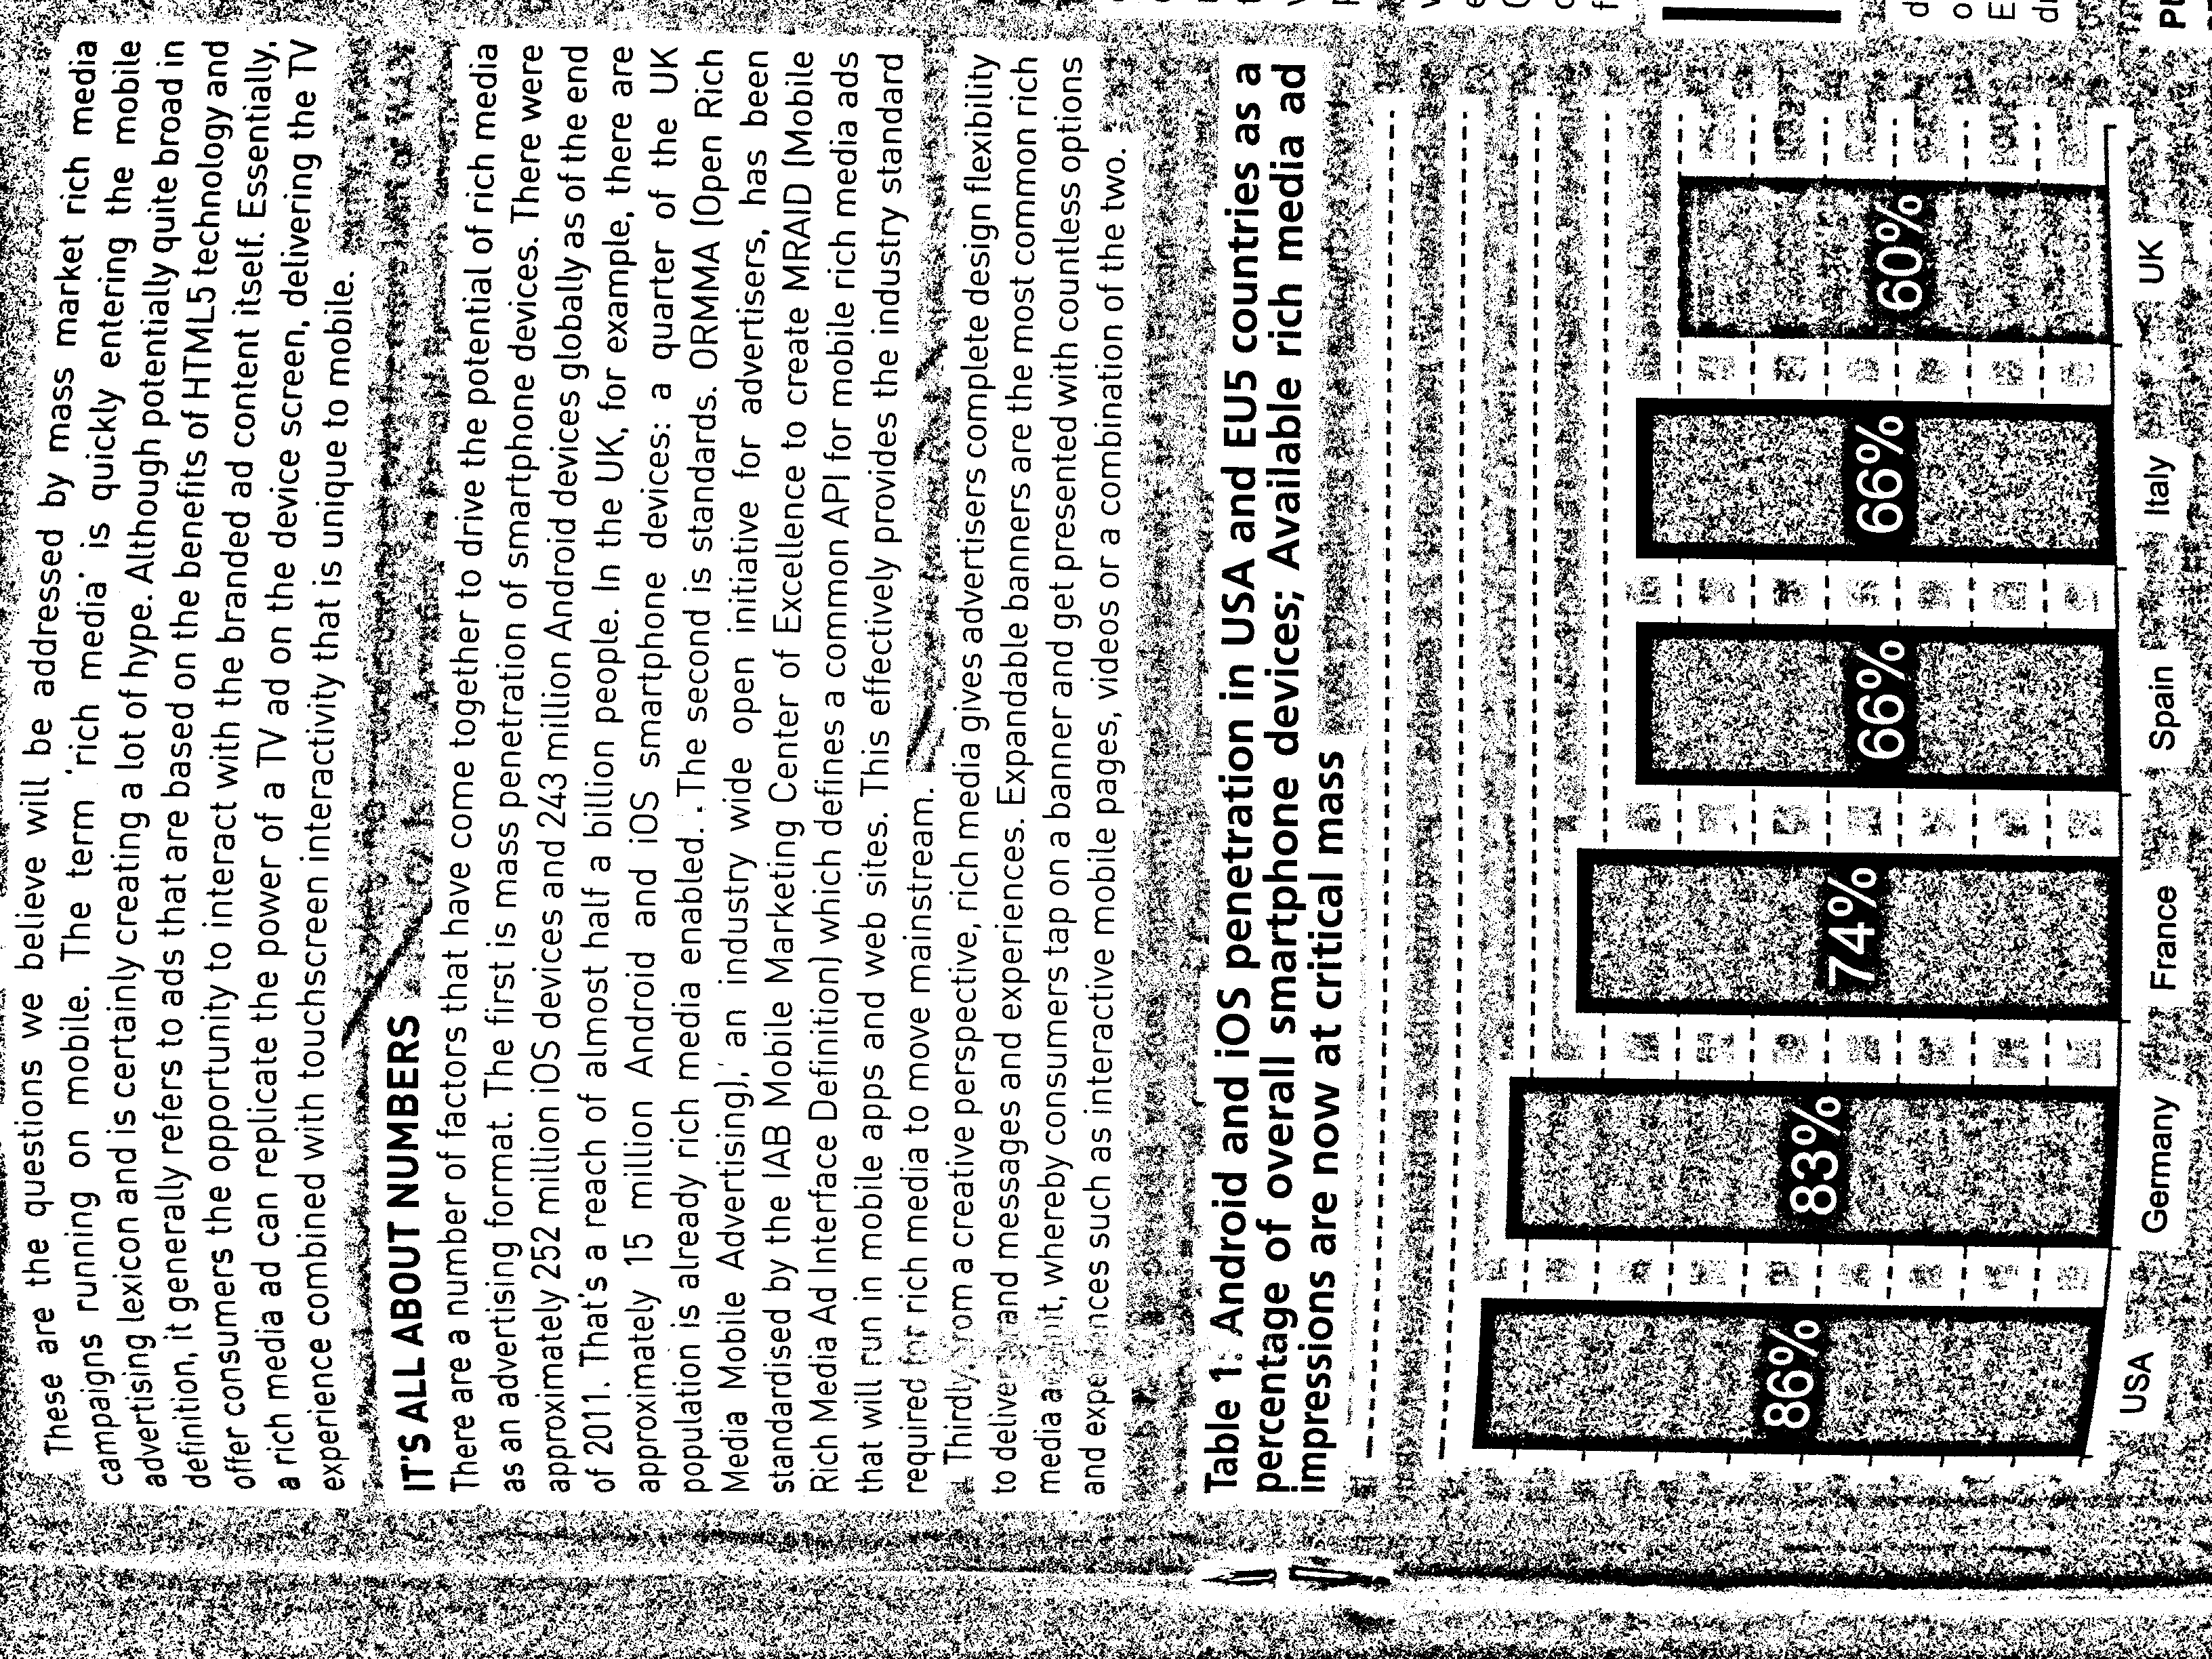 These are the questions we believe will be addressed by mass market rich media
campaigns running on mobile. The term 'rich media' is quickly entering the mobile
advertising lexicon and is certainly creating a lot of hype. Although potentially quite broad in
definition, it generally refers to ads that are based on the benefits of HTML5 technology and
offer consumers the opportunity to interact with the branded ad content itself. Essentially,
a rich media ad can replicate the power of a TV ad on the device screen, delivering the TV
experience combined with touchscreen interactivity that is unique to mobile.
IT'S ALL ABOUT NUMBERS
There are a number of factors that have come together to drive the potential of rich media
as an advertising format. The first is mass penetration of smartphone devices. There were
approximately 252 million iOS devices and 243 million Android devices globally as of the end
of 2011. That's a reach of almost half a billion people. In the UK, for example, there are
approximately 15 million Android and iOS smartphone devices: a quarter of the UK
population is already rich media enabled. The second is standards. ORMMA (Open Rich
Media Mobile Advertising), an industry wide open initiative for advertisers, has been
standardised by the IAB Mobile Marketing Center of Excellence to create MRAID (Mobile
Rich Media Ad Interface Definition) which defines a common API for mobile rich media ads
that will run in mobile apps and web sites. This effectively provides the industry standard
required for rich media to move mainstream.
Thirdly, from a creative perspective, rich media gives advertisers complete design flexibility
to deliver and messages and experiences. Expandable banners are the most common rich
media unit, whereby consumers tap on a banner and get presented with countless options
and experiences such as interactive mobile pages, videos or a combination of the two.
Table 1: Android and iOS penetration in USA and EU5 countries as a
percentage of overall smartphone devices; Available rich media ad
impressions are now at critical mass
86% 83% 74% 66% 66% 60%
USA Germany France Spain Italy UK